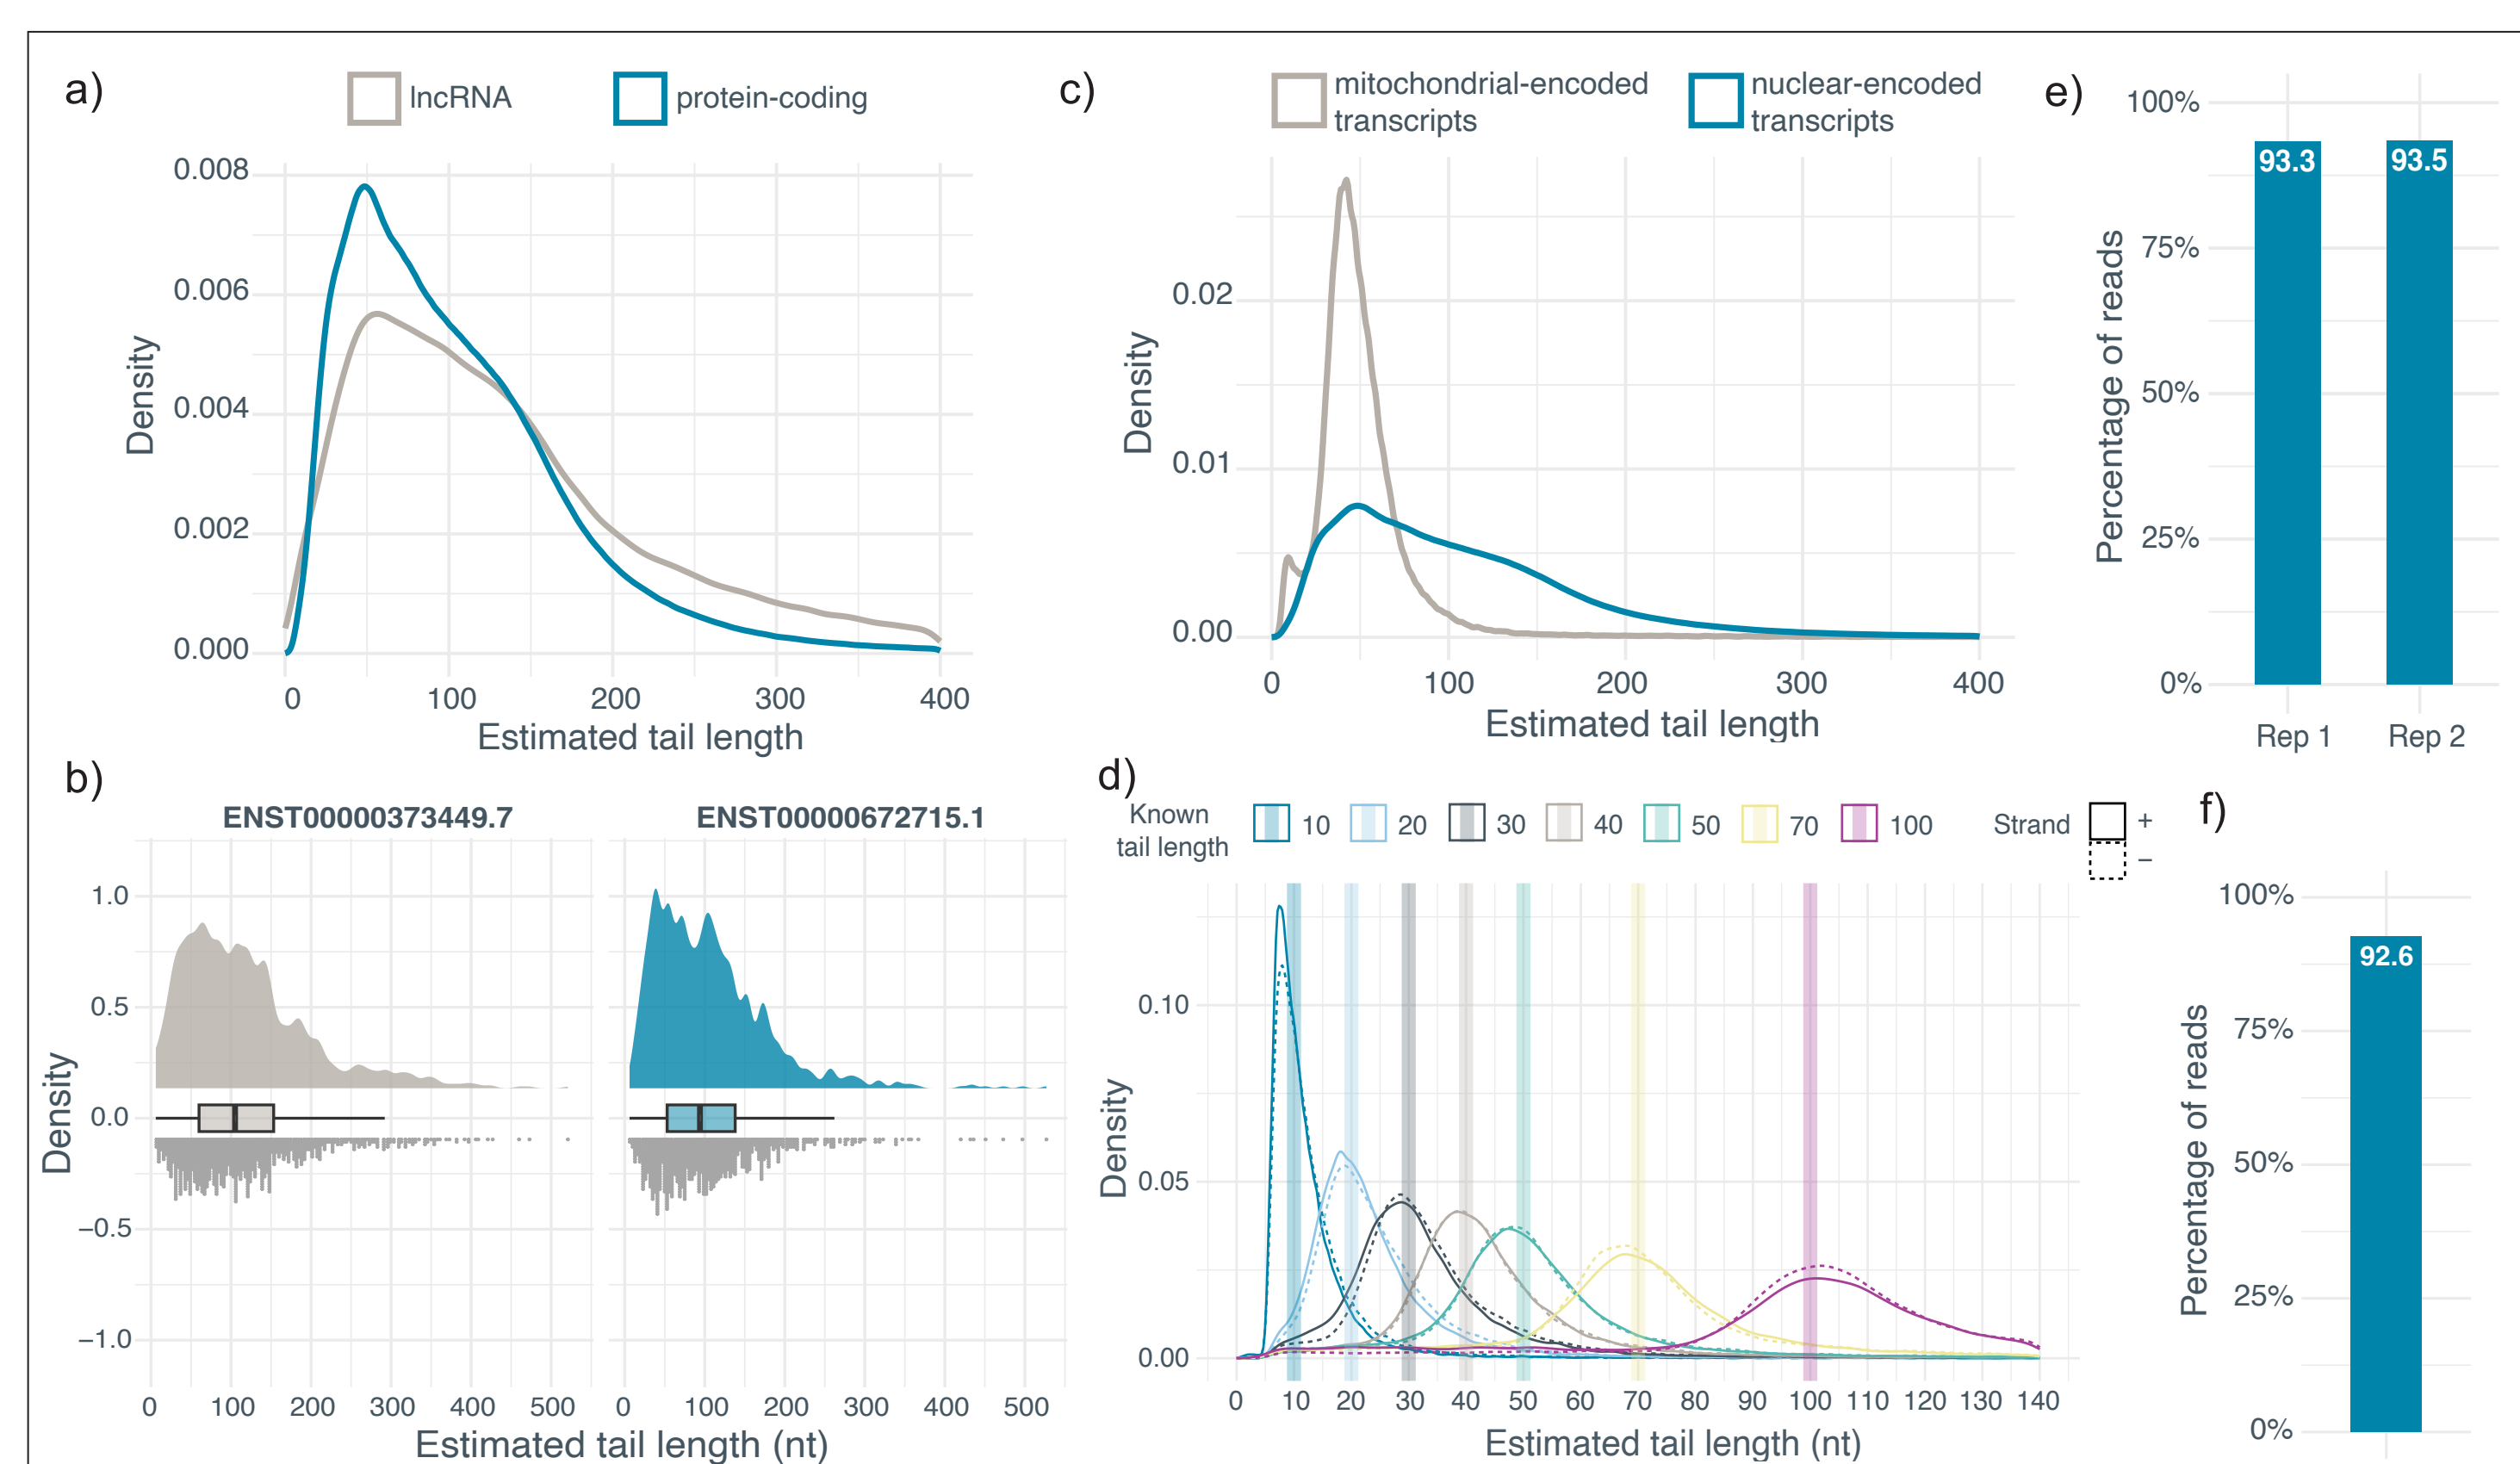 a)
lncRNA
protein-coding
0.008
0.006
0.004
0.002
0.000
Density
0 100 200 300 400
Estimated tail length
b)
ENST00000373449.7
ENST00000672715.1
1.0
0.5
0.0
−0.5
−1.0
Density
0 100 200 300 400 500
0 100 200 300 400 500
Estimated tail length (nt)
c)
mitochondrial-encoded
transcripts
nuclear-encoded
transcripts
0.02
0.01
0.00
Density
0 100 200 300 400
Estimated tail length
d)
Known
tail length
10 20 30 40 50 70 100
Strand
+
−
0.10
0.05
0.00
Density
0 10 20 30 40 50 60 70 80 90 100 110 120 130 140
Estimated tail length (nt)
e)
100%
75%
50%
25%
0%
Percentage of reads
93.3
93.5
Rep 1 Rep 2
f)
100%
75%
50%
25%
0%
Percentage of reads
92.6